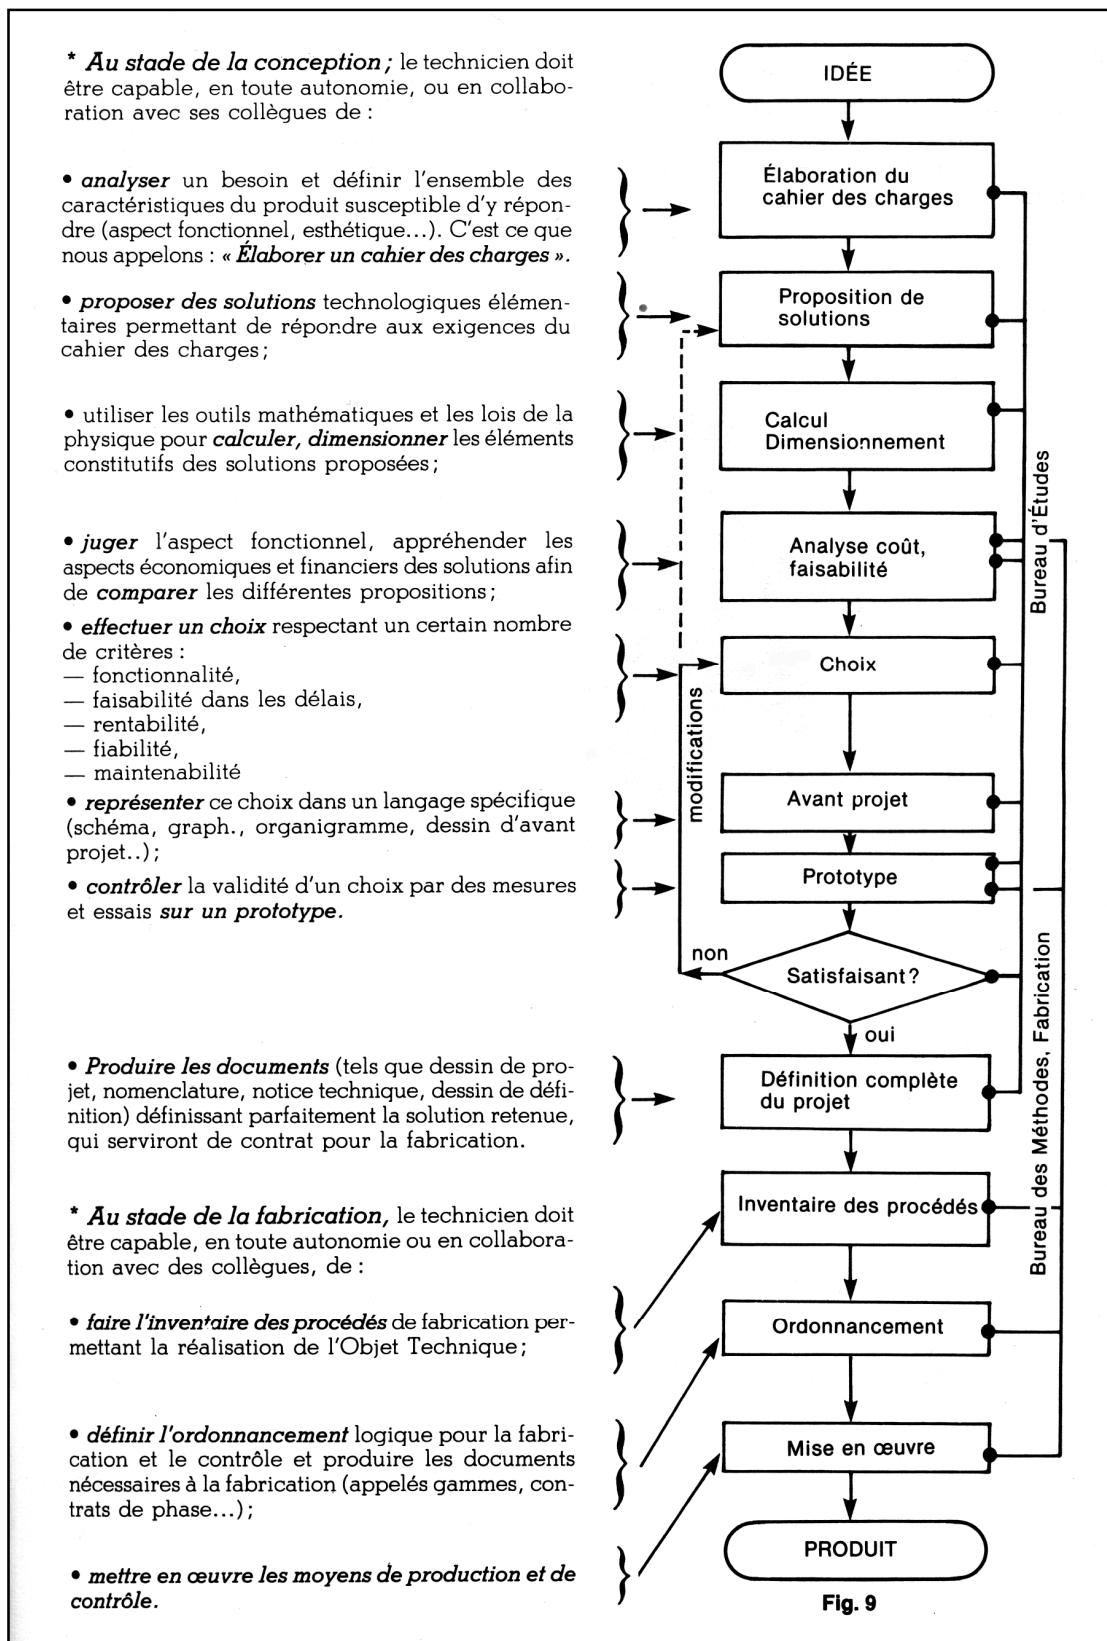 * Au stade de la conception; le technicien doit
être capable, en toute autonomie, ou en collabo-
ration avec ses collègues de :
• analyser un besoin et définir l'ensemble des
caractéristiques du produit susceptible d'y répon-
dre (aspect fonctionnel, esthétique...). C'est ce que
nous appelons : « Élaborer un cahier des charges ».
• proposer des solutions technologiques élémen-
taires permettant de répondre aux exigences du
cahier des charges;
• utiliser les outils mathématiques et les lois de la
physique pour calculer, dimensionner les éléments
constitutifs des solutions proposées;
• juger l'aspect fonctionnel, appréhender les
aspects économiques et financiers des solutions afin
de comparer les différentes propositions;
• effectuer un choix respectant un certain nombre
de critères :
— fonctionnalité,
— faisabilité dans les délais,
— rentabilité,
— fiabilité,
— maintenabilité
• représenter ce choix dans un langage spécifique
(schéma, graph., organigramme, dessin d'avant
projet..);
• contrôler la validité d'un choix par des mesures
et essais sur un prototype.
• Produire les documents (tels que dessin de pro-
jet, nomenclature, notice technique, dessin de défi-
nition) définissant parfaitement la solution retenue,
qui serviront de contrat pour la fabrication.
* Au stade de la fabrication, le technicien doit
être capable, en toute autonomie ou en collabora-
tion avec des collègues, de :
• faire l'inventaire des procédés de fabrication per-
mettant la réalisation de l'Objet Technique;
• définir l'ordonnancement logique pour la fabri-
cation et le contrôle et produire les documents
nécessaires à la fabrication (appelés gammes, con-
trats de phase...);
• mettre en œuvre les moyens de production et de
contrôle.
IDÉE
Élaboration du
cahier des charges
Proposition de
solutions
Calcul
Dimensionnement
Analyse coût,
faisabilité
Choix
Avant projet
Prototype
Satisfaisant?
non
oui
modifications
Définition complète
du projet
Inventaire des procédés
Ordonnancement
Mise en œuvre
PRODUIT
Bureau d'Études
Bureau des Méthodes, Fabrication
Fig. 9